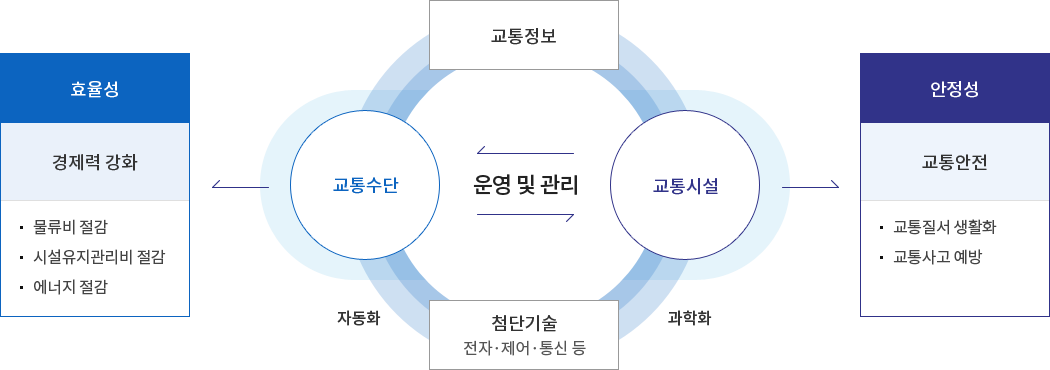 효율성
경제력 강화
· 물류비 절감
· 시설유지관리비 절감
· 에너지 절감
교통정보
교통수단
운영 및 관리
교통시설
자동화
첨단기술
전자·제어·통신 등
과학화
안정성
교통안전
· 교통질서 생활화
· 교통사고 예방